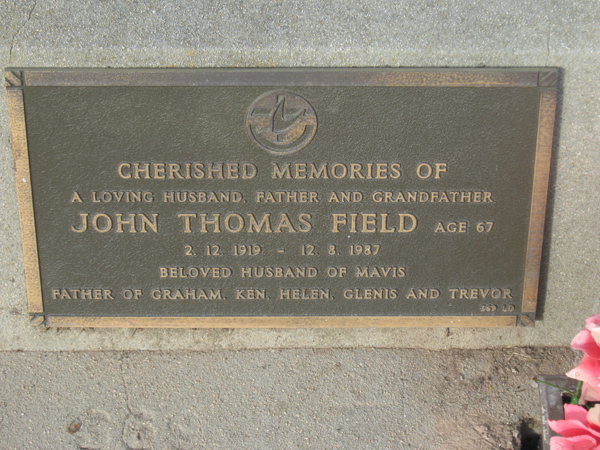 CHERISHED MEMORIES OF
A LOVING HUSBAND, FATHER AND GRANDFATHER
JOHN THOMAS FIELD AGE 67
2. 12. 1919 - 12. 8. 1987
BELOVED HUSBAND OF MAVIS
FATHER OF GRAHAM, KEN, HELEN, GLENIS AND TREVOR